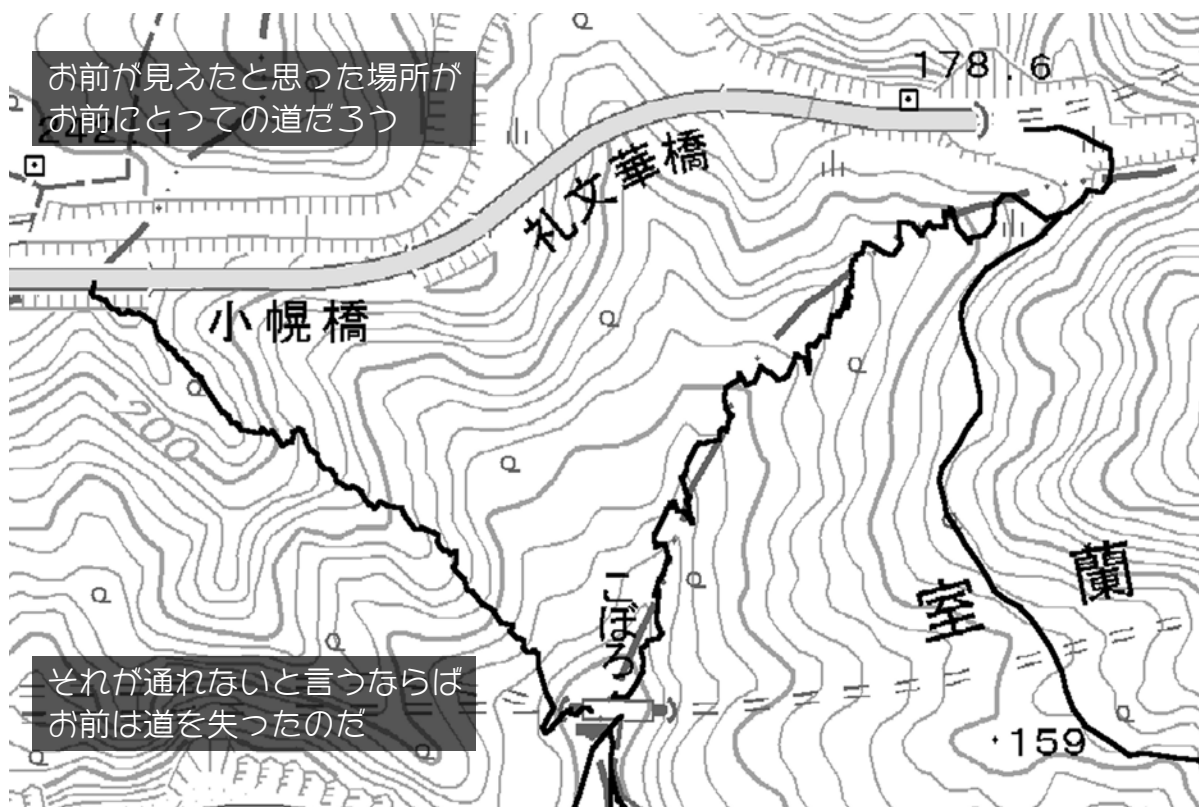 お前が見えたと思った場所が
お前にとっての道だろう
178.6
242.1
礼文華橋
小幌橋
200
こぼろ
室蘭
それが通れないと言うならば
お前は道を失ったのだ
159